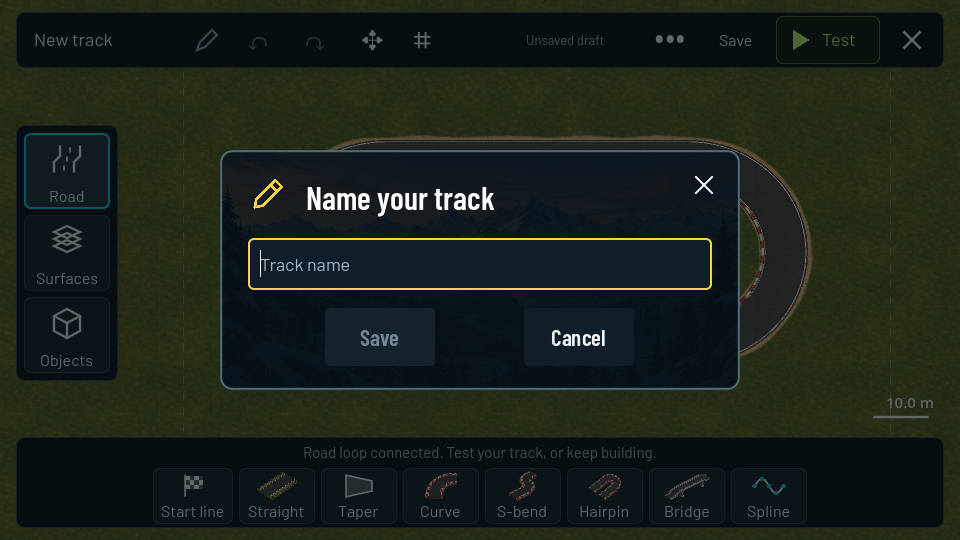 New track
Unsaved draft
Save
Test
Road
Surfaces
Objects
Name your track
Track name
Save
Cancel
10.0 m
Road loop connected. Test your track, or keep building.
Start line
Straight
Taper
Curve
S-bend
Hairpin
Bridge
Spline